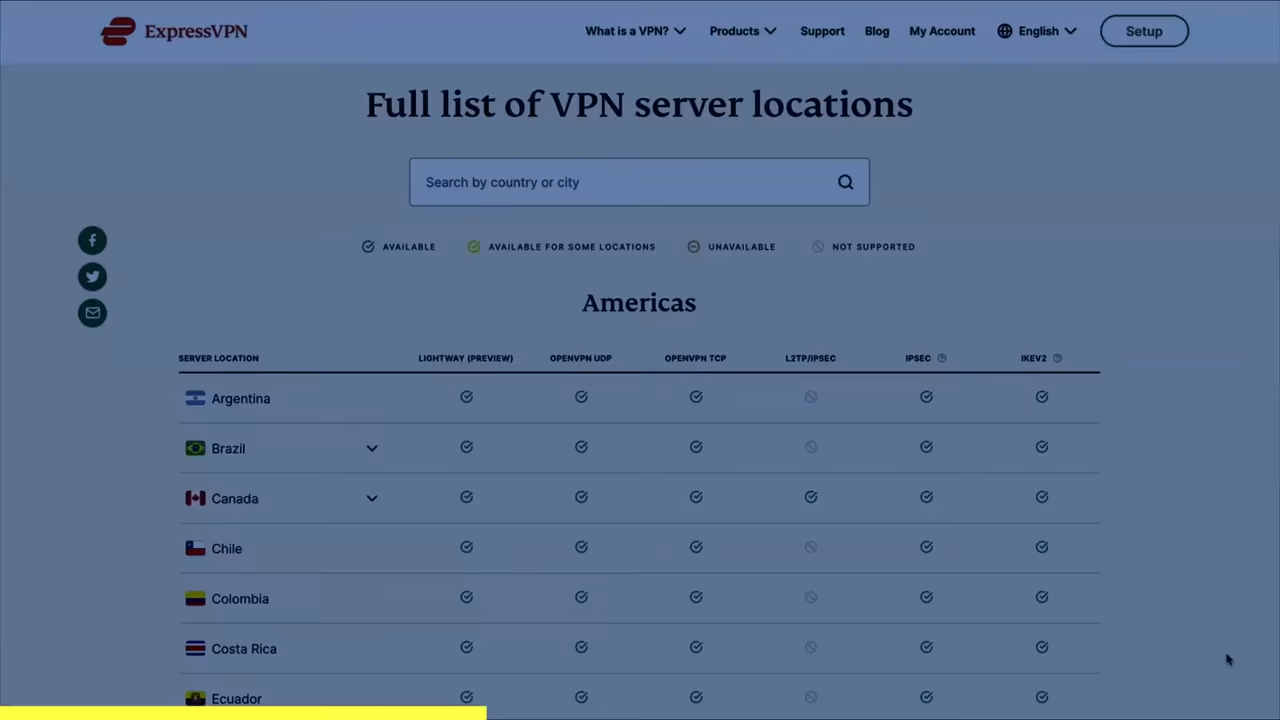 ExpressVPN
What is a VPN? Products Support Blog My Account English Setup
Full list of VPN server locations
Search by country or city
AVAILABLE AVAILABLE FOR SOME LOCATIONS UNAVAILABLE NOT SUPPORTED
Americas
SERVER LOCATION LIGHTWAY (PREVIEW) OPENVPN UDP OPENVPN TCP L2TP/IPSEC IPSEC IKEV2
Argentina
Brazil
Canada
Chile
Colombia
Costa Rica
Ecuador